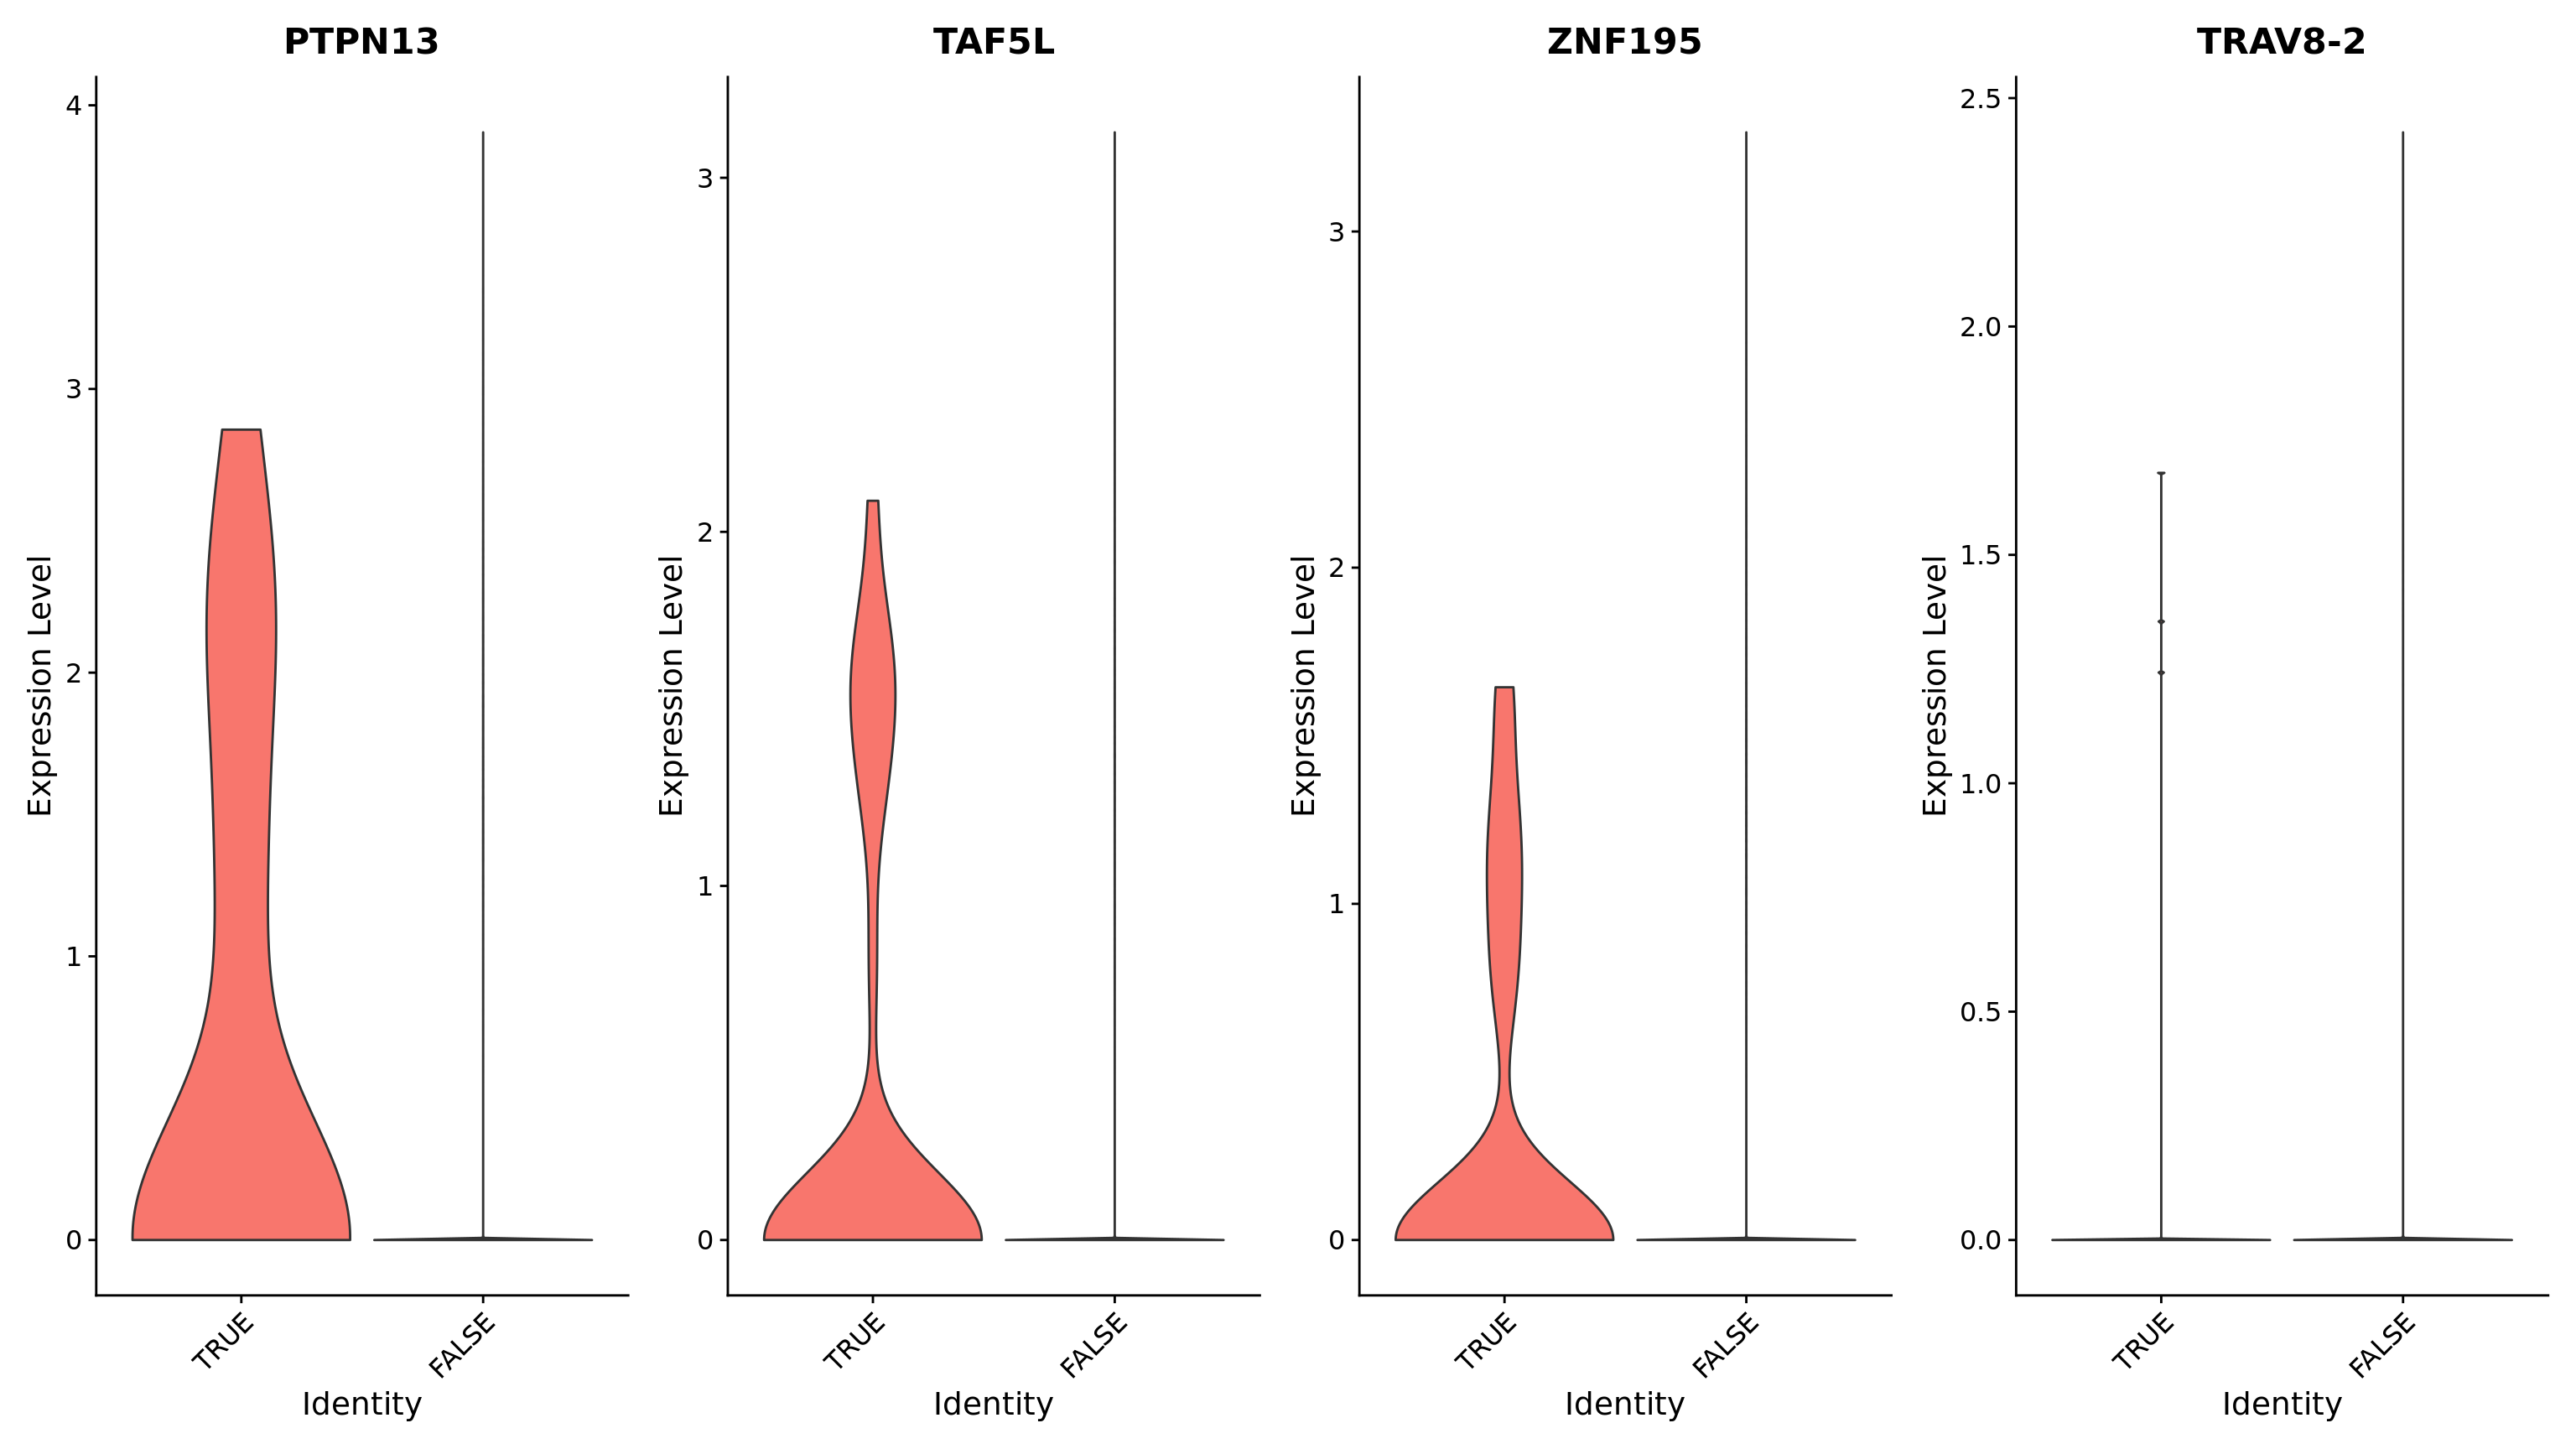 PTPN13
Expression Level
4
3
2
1
0
TRUE
FALSE
Identity
TAF5L
Expression Level
3
2
1
0
TRUE
FALSE
Identity
ZNF195
Expression Level
3
2
1
0
TRUE
FALSE
Identity
TRAV8-2
Expression Level
2.5
2.0
1.5
1.0
0.5
0.0
TRUE
FALSE
Identity